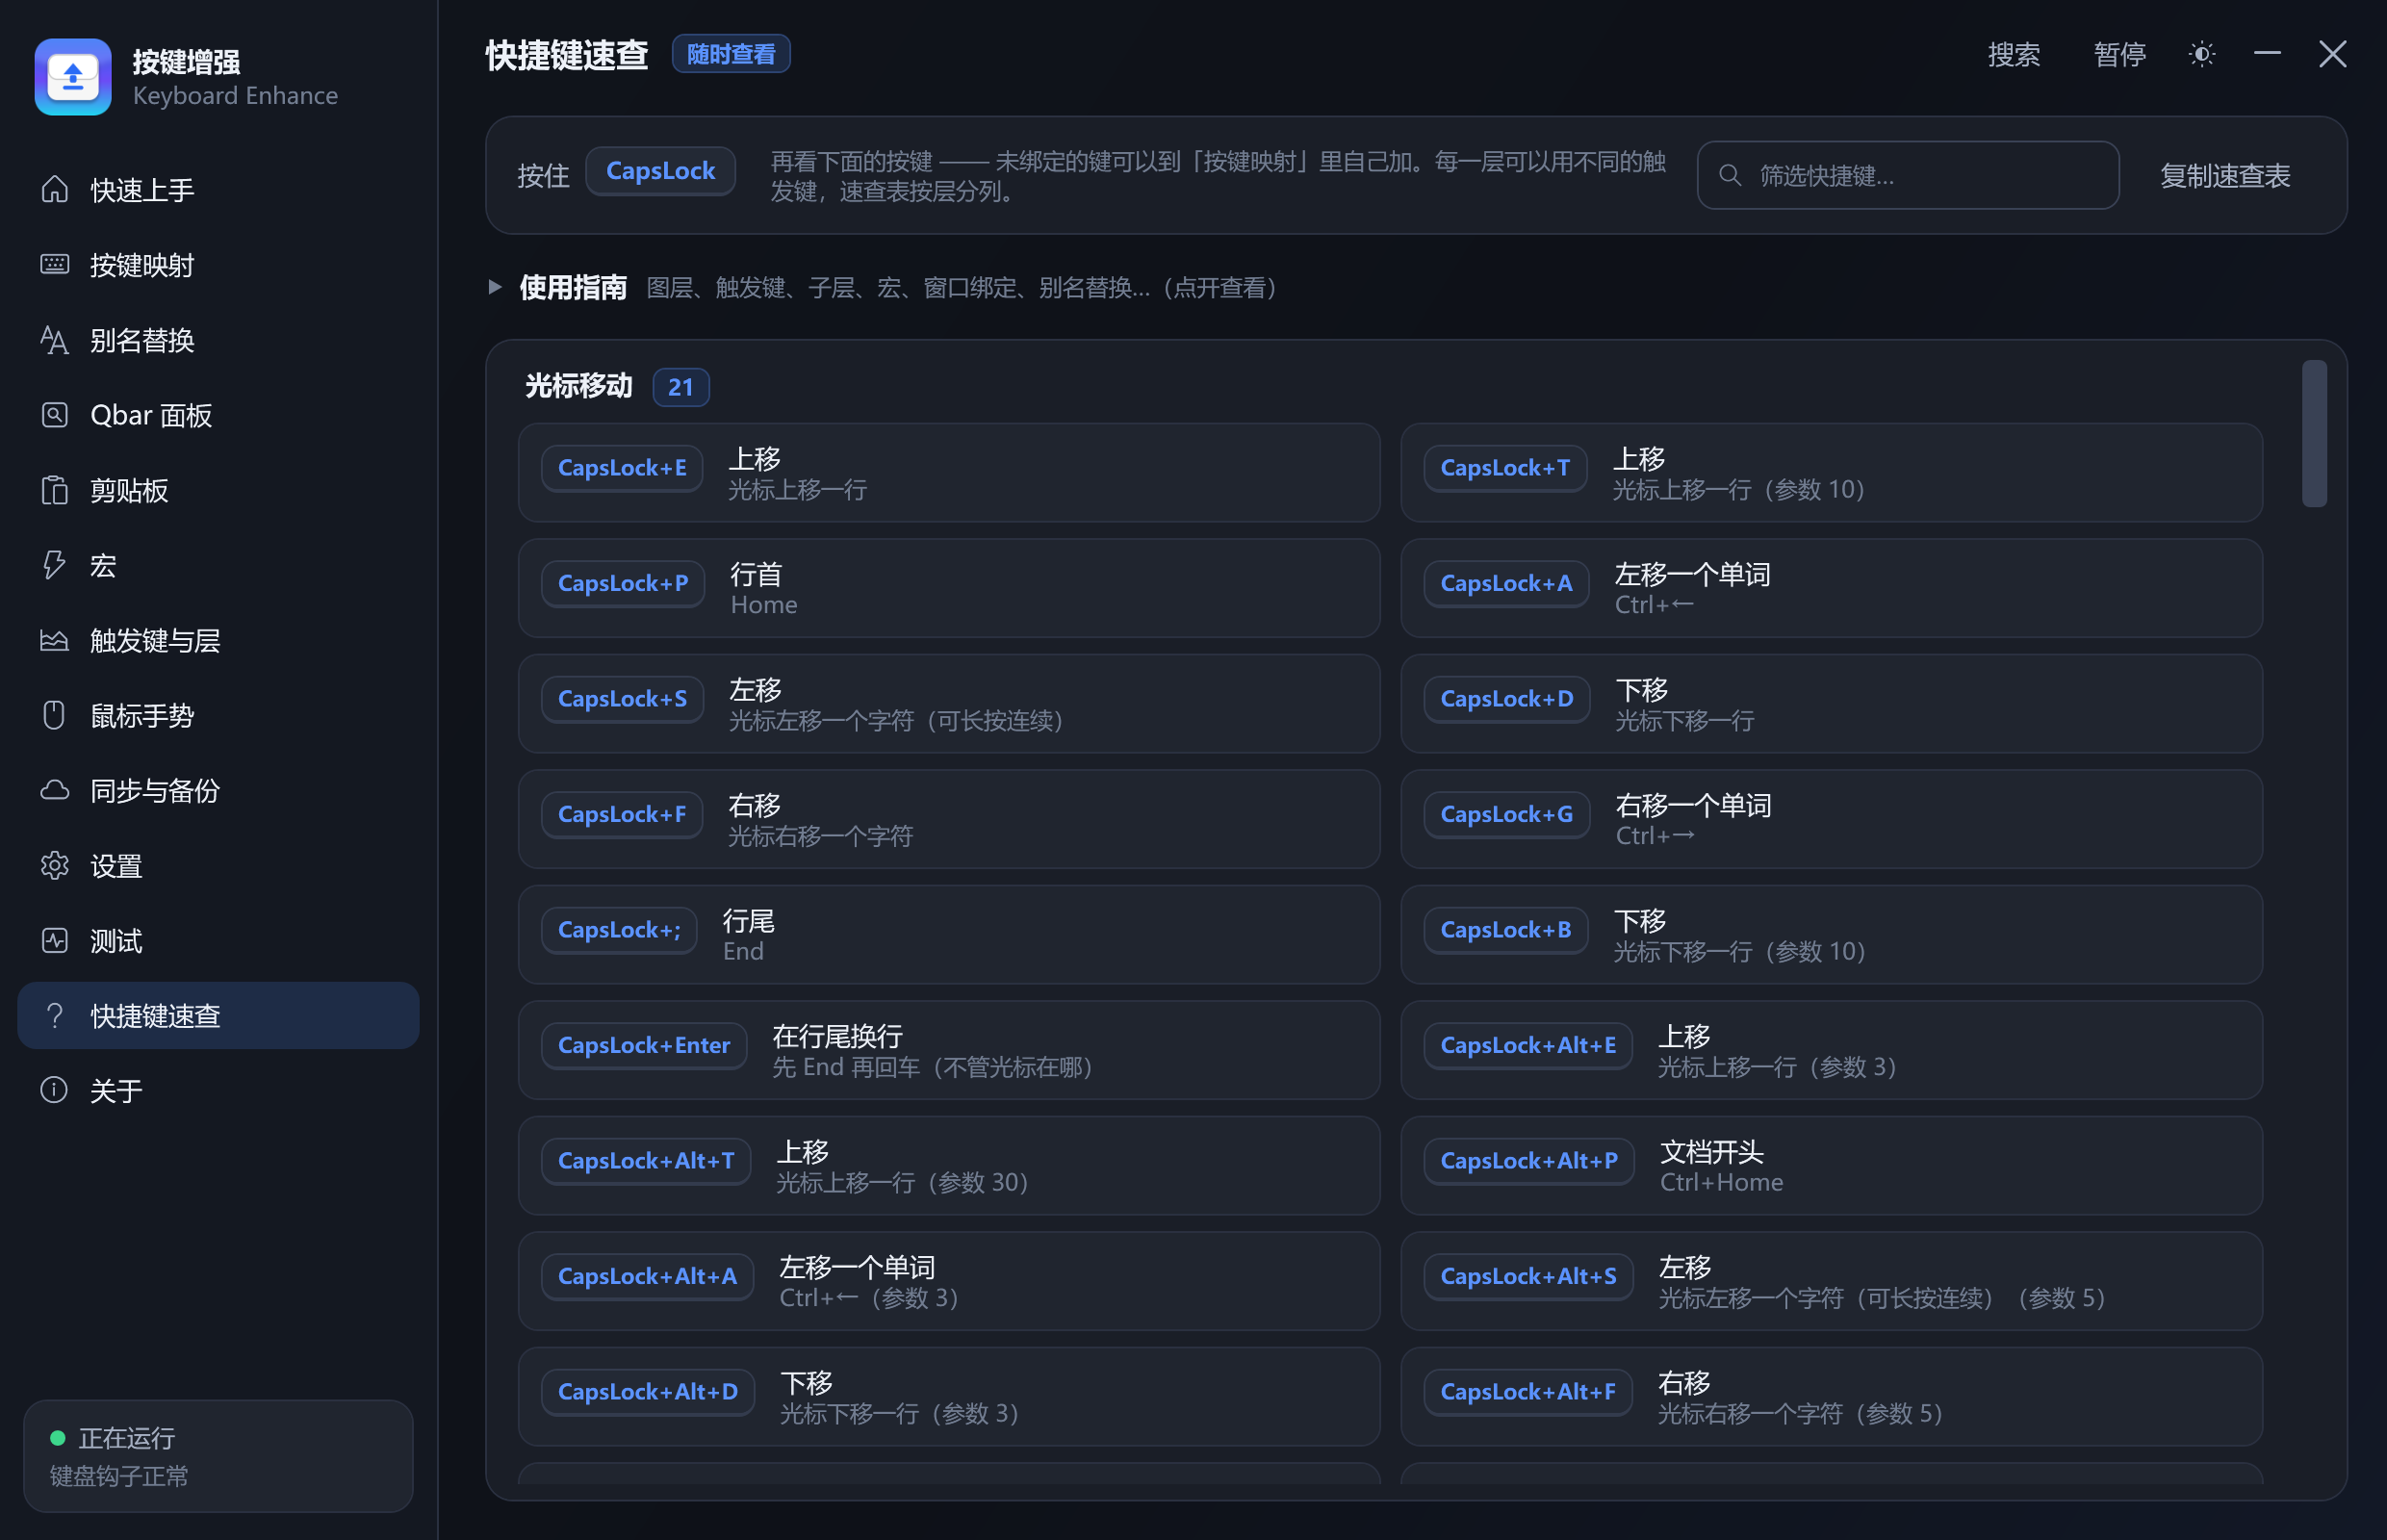 按键增强
Keyboard Enhance
快速上手
按键映射
别名替换
Qbar 面板
剪贴板
宏
触发键与层
鼠标手势
同步与备份
设置
测试
快捷键速查
关于
正在运行
键盘钩子正常
快捷键速查
随时查看
搜索
暂停
按住
CapsLock
再看下面的按键 —— 未绑定的键可以到「按键映射」里自己加。每一层可以用不同的触
发键，速查表按层分列。
筛选快捷键...
复制速查表
使用指南
图层、触发键、子层、宏、窗口绑定、别名替换...（点开查看）
光标移动
21
CapsLock+E
上移
光标上移一行
CapsLock+T
上移
光标上移一行（参数 10）
CapsLock+P
行首
Home
CapsLock+A
左移一个单词
Ctrl+←
CapsLock+S
左移
光标左移一个字符（可长按连续）
CapsLock+D
下移
光标下移一行
CapsLock+F
右移
光标右移一个字符
CapsLock+G
右移一个单词
Ctrl+→
CapsLock+;
行尾
End
CapsLock+B
下移
光标下移一行（参数 10）
CapsLock+Enter
在行尾换行
先 End 再回车（不管光标在哪）
CapsLock+Alt+E
上移
光标上移一行（参数 3）
CapsLock+Alt+T
上移
光标上移一行（参数 30）
CapsLock+Alt+P
文档开头
Ctrl+Home
CapsLock+Alt+A
左移一个单词
Ctrl+←（参数 3）
CapsLock+Alt+S
左移
光标左移一个字符（可长按连续）（参数 5）
CapsLock+Alt+D
下移
光标下移一行（参数 3）
CapsLock+Alt+F
右移
光标右移一个字符（参数 5）